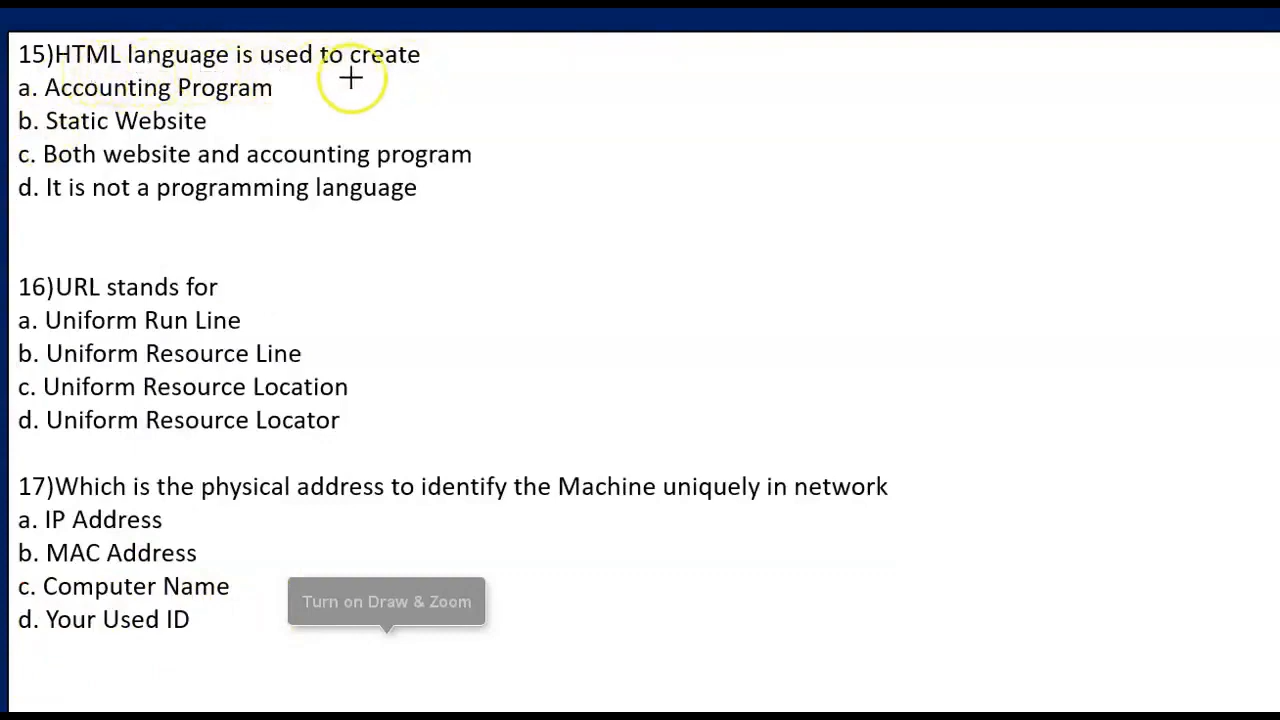 15)HTML language is used to create
a. Accounting Program
b. Static Website
c. Both website and accounting program
d. It is not a programming language
16)URL stands for
a. Uniform Run Line
b. Uniform Resource Line
c. Uniform Resource Location
d. Uniform Resource Locator
17)Which is the physical address to identify the Machine uniquely in network
a. IP Address
b. MAC Address
c. Computer Name
d. Your Used ID
Turn on Draw & Zoom